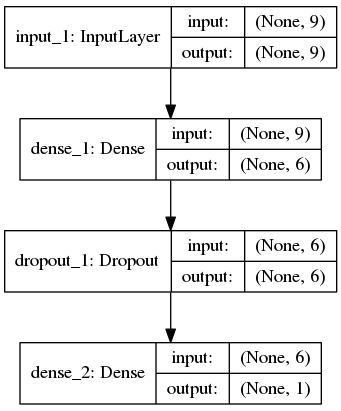 input_1: InputLayer
input: (None, 9)
output: (None, 9)
dense_1: Dense
input: (None, 9)
output: (None, 6)
dropout_1: Dropout
input: (None, 6)
output: (None, 6)
dense_2: Dense
input: (None, 6)
output: (None, 1)